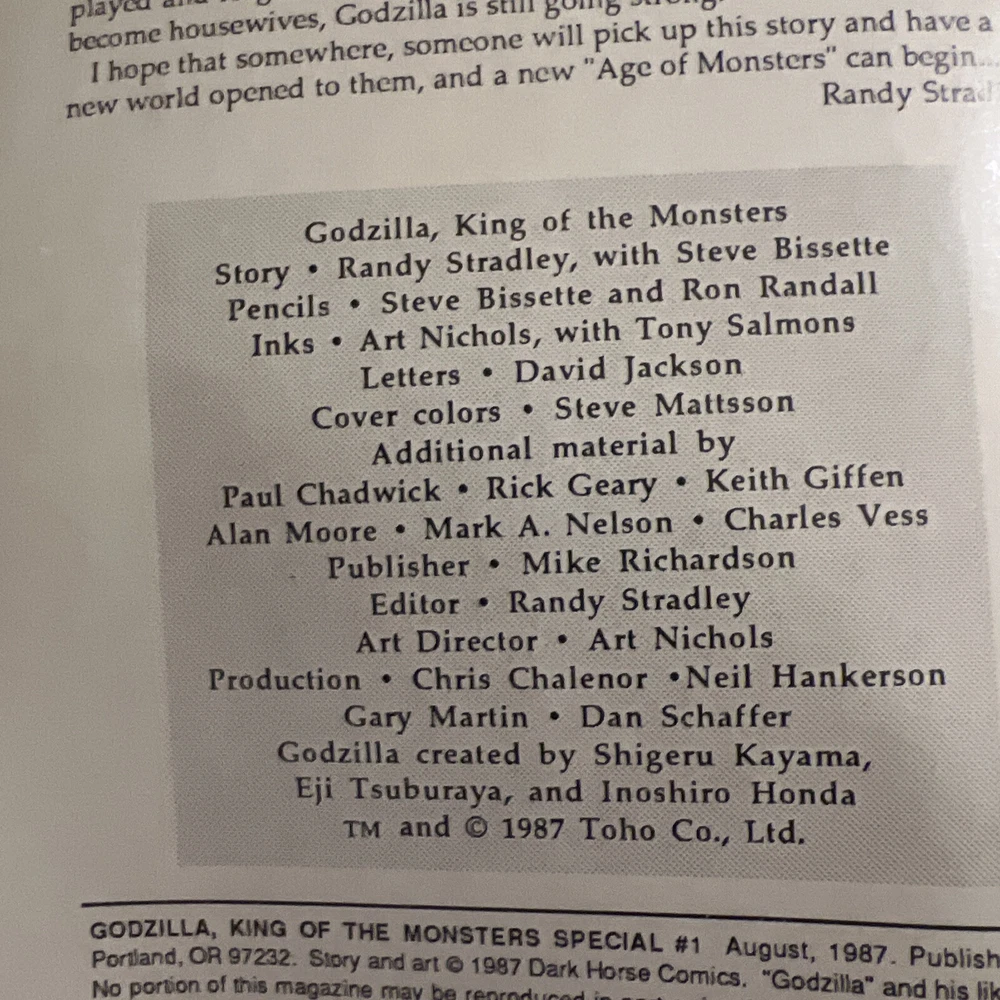 played and
become housewives, Godzilla is still going strong.
I hope that somewhere, someone will pick up this story and have a
new world opened to them, and a new "Age of Monsters" can begin...
Randy
Godzilla, King of the Monsters
Story • Randy Stradley, with Steve Bissette
Pencils • Steve Bissette and Ron Randall
Inks • Art Nichols, with Tony Salmons
Letters • David Jackson
Cover colors • Steve Mattsson
Additional material by
Paul Chadwick • Rick Geary • Keith Giffen
Alan Moore • Mark A. Nelson • Charles Vess
Publisher • Mike Richardson
Editor • Randy Stradley
Art Director • Art Nichols
Production • Chris Chalenor •Neil Hankerson
Gary Martin • Dan Schaffer
Godzilla created by Shigeru Kayama,
Eji Tsuburaya, and Inoshiro Honda
TM and © 1987 Toho Co., Ltd.
GODZILLA, KING OF THE MONSTERS SPECIAL #1 August, 1987. Publish
Portland, OR 97232. Story and art © 1987 Dark Horse Comics. "Godzilla" and his lik
No portion of this magazine may be reproduced in